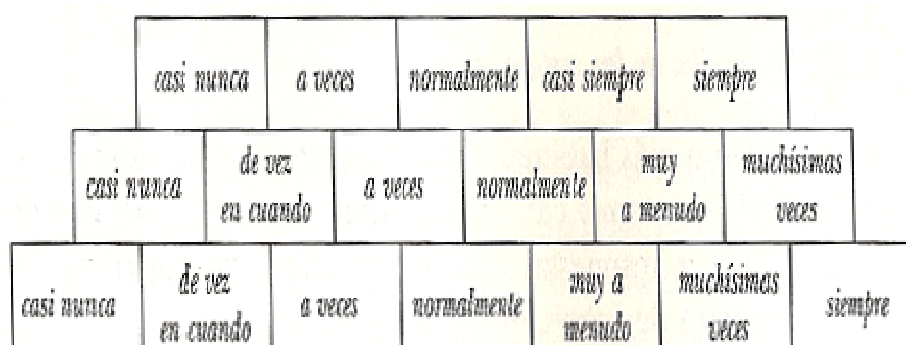 casi nunca a veces normalmente casi siempre siempre
casi nunca de vez en cuando a veces normalmente muy a menudo muchísimas veces
casi nunca de vez en cuando a veces normalmente muy a menudo muchísimas veces siempre